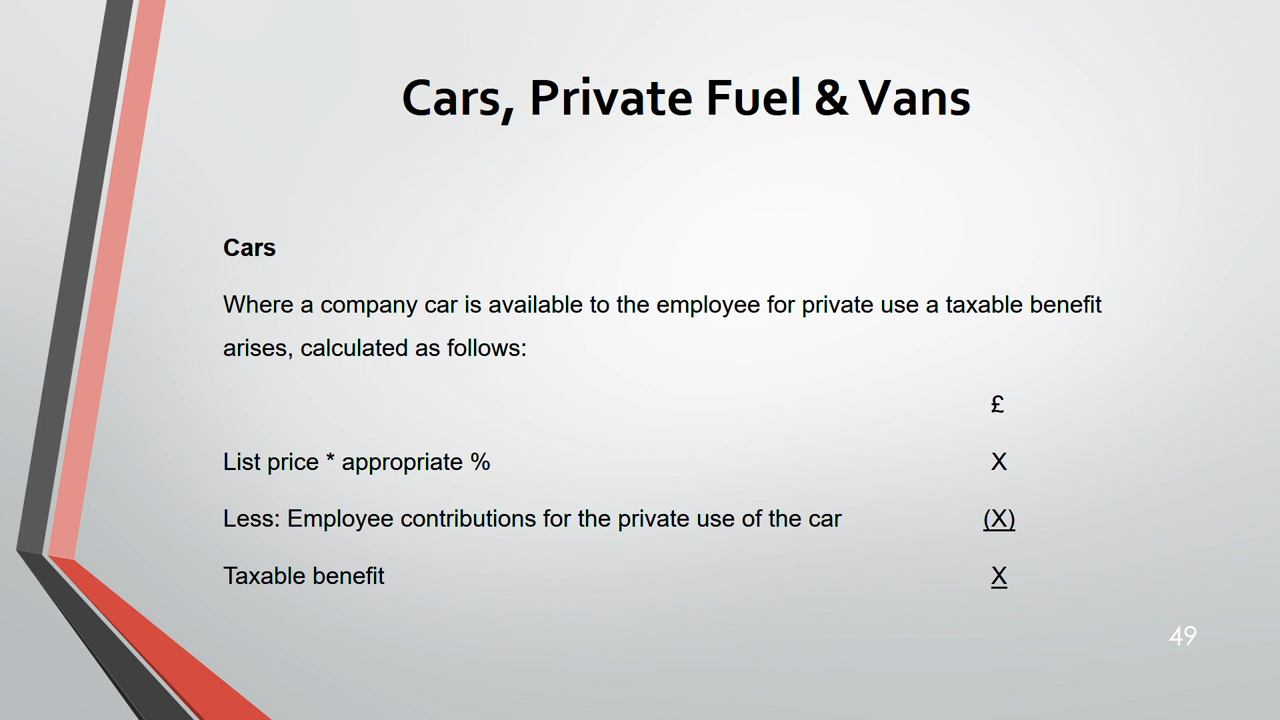 Cars, Private Fuel & Vans
Cars
Where a company car is available to the employee for private use a taxable benefit
arises, calculated as follows:
£
List price * appropriate % X
Less: Employee contributions for the private use of the car (X)
Taxable benefit X
49